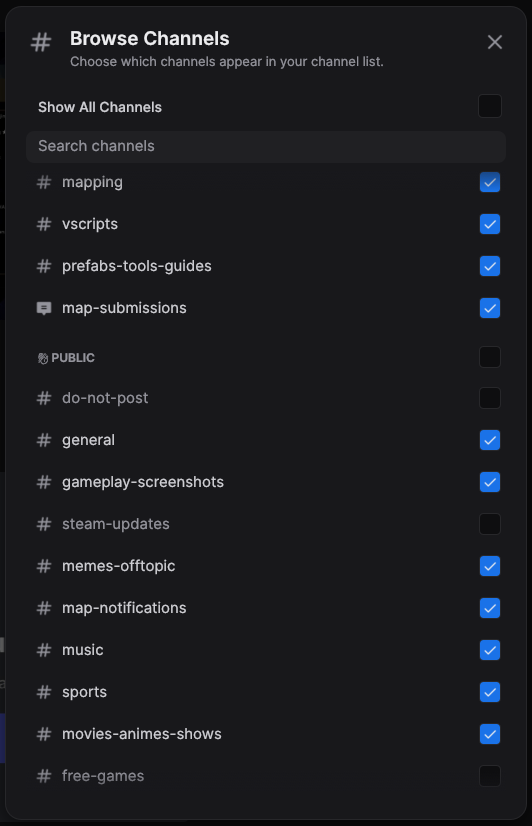 Browse Channels
Choose which channels appear in your channel list.
Show All Channels
Search channels
mapping
vscripts
prefabs-tools-guides
map-submissions
PUBLIC
do-not-post
general
gameplay-screenshots
steam-updates
memes-offtopic
map-notifications
music
sports
movies-animes-shows
free-games